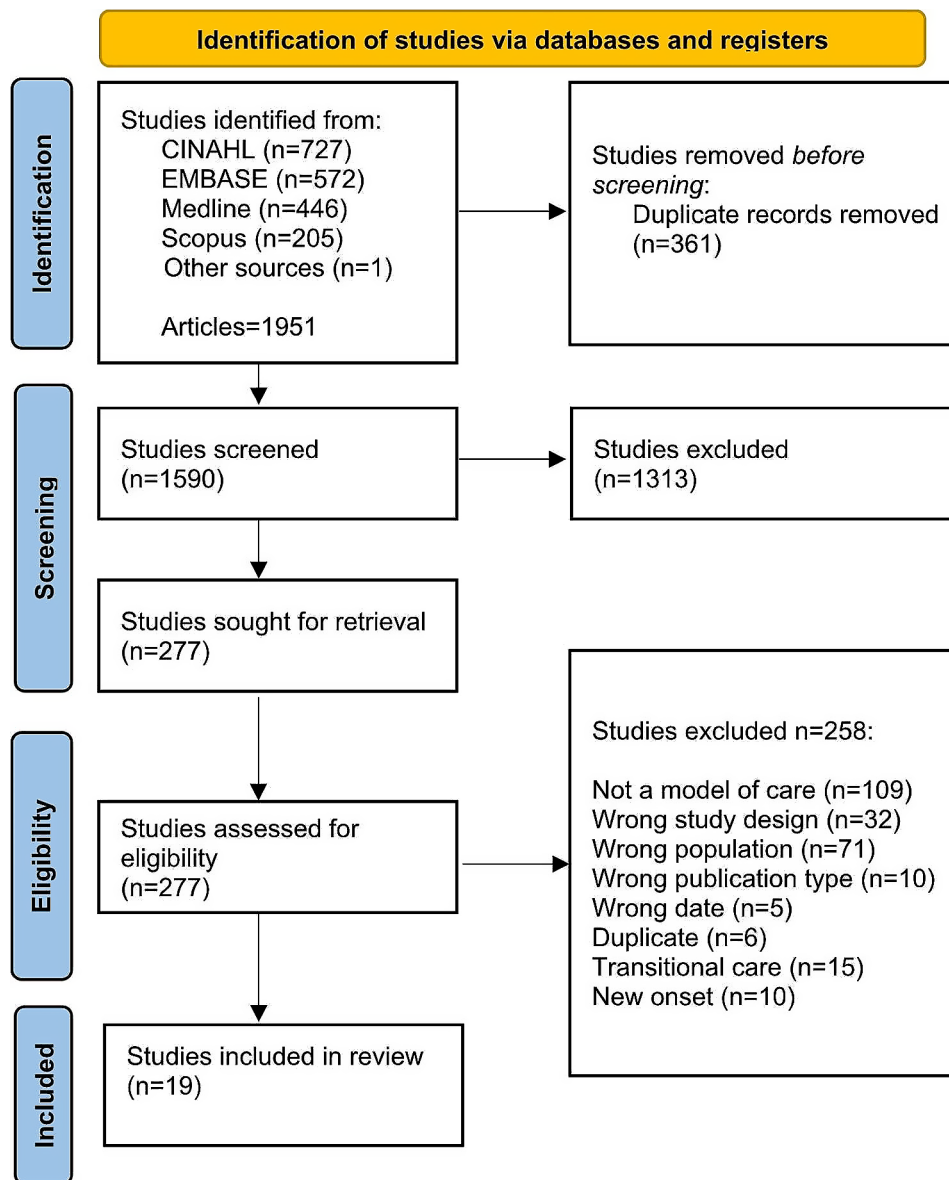 Identification of studies via databases and registers
Identification
Studies identified from:
CINAHL (n=727)
EMBASE (n=572)
Medline (n=446)
Scopus (n=205)
Other sources (n=1)
Articles=1951
Studies removed before
screening:
Duplicate records removed
(n=361)
Screening
Studies screened
(n=1590)
Studies excluded
(n=1313)
Studies sought for retrieval
(n=277)
Eligibility
Studies assessed for
eligibility
(n=277)
Studies excluded n=258:
Not a model of care (n=109)
Wrong study design (n=32)
Wrong population (n=71)
Wrong publication type (n=10)
Wrong date (n=5)
Duplicate (n=6)
Transitional care (n=15)
New onset (n=10)
Included
Studies included in review
(n=19)